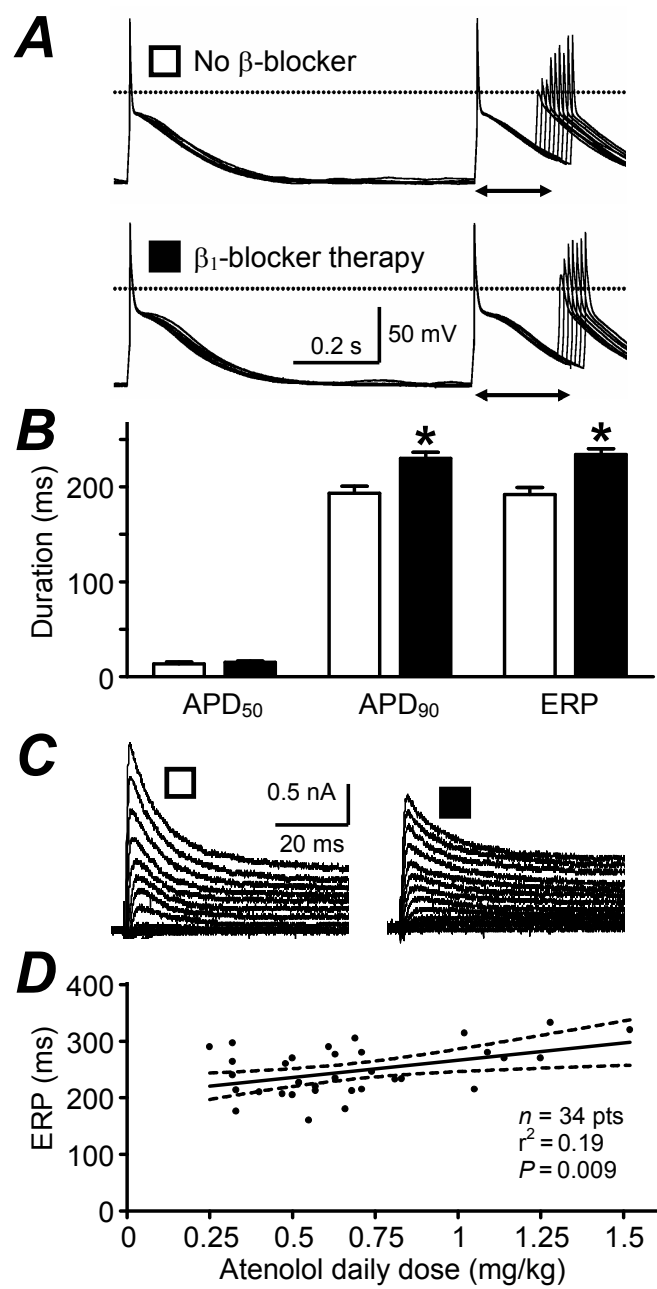 A
No β-blocker
β₁-blocker therapy
50 mV
0.2 s
B
Duration (ms)
200
100
0
*
*
APD₅₀
APD₉₀
ERP
C
0.5 nA
20 ms
D
ERP (ms)
400
300
200
100
0
n = 34 pts
r² = 0.19
P = 0.009
0 0.25 0.5 0.75 1 1.25 1.5
Atenolol daily dose (mg/kg)